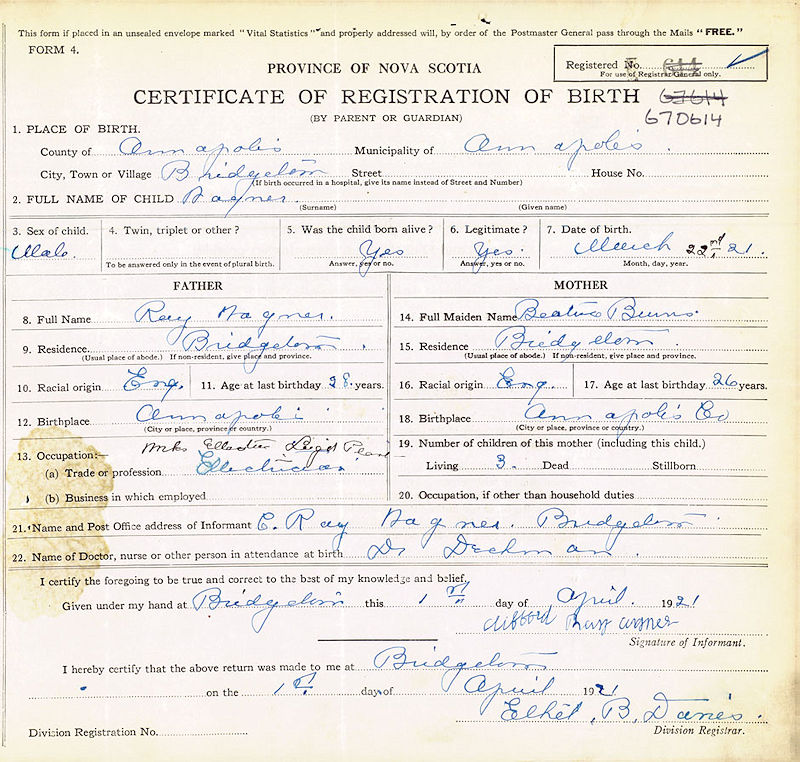 This form if placed in an unsealed envelope marked "Vital Statistics" and properly addressed will, by order of the Postmaster General pass through the Mails "FREE."
FORM 4.
Registered No.
For use of Registrar General only.
PROVINCE OF NOVA SCOTIA
CERTIFICATE OF REGISTRATION OF BIRTH 67614
(BY PARENT OR GUARDIAN) 670614
1. PLACE OF BIRTH.
County of Annapolis Municipality of Annapolis.
City, Town or Village Bridgetown Street House No.
(If birth occurred in a hospital, give its name instead of Street and Number)
2. FULL NAME OF CHILD Wagner.
(Surname) (Given name)
3. Sex of child. 4. Twin, triplet or other? 5. Was the child born alive? 6. Legitimate? 7. Date of birth.
Male. Yes Yes. March 22nd 21.
To be answered only in the event of plural birth. Answer, yes or no. Answer, yes or no. Month, day, year.
FATHER MOTHER
8. Full Name Ray Wagner. 14. Full Maiden Name Beatrice Burns.
9. Residence Bridgetown. 15. Residence Bridgetown.
(Usual place of abode.) If non-resident, give place and province. (Usual place of abode.) If non-resident, give place and province.
10. Racial origin Eng. 11. Age at last birthday 28. years. 16. Racial origin Eng. 17. Age at last birthday 26 years.
12. Birthplace Annapolis 18. Birthplace Annapolis Co
(City or place, province or country.) (City or place, province or country.)
13. Occupation:— Electric Light Plant 19. Number of children of this mother (including this child.)
(a) Trade or profession Electrician Living 3. Dead Stillborn
(b) Business in which employed 20. Occupation, if other than household duties
21. Name and Post Office address of Informant C. Ray Wagner. Bridgetown.
22. Name of Doctor, nurse or other person in attendance at birth Dr Dechman.
I certify the foregoing to be true and correct to the best of my knowledge and belief.
Given under my hand at Bridgetown this 1st day of April. 1921
Clifford Ray Wagner
Signature of Informant.
I hereby certify that the above return was made to me at Bridgetown
on the 1st day of April 1921
Ethel. B. Davies.
Division Registration No. Division Registrar.